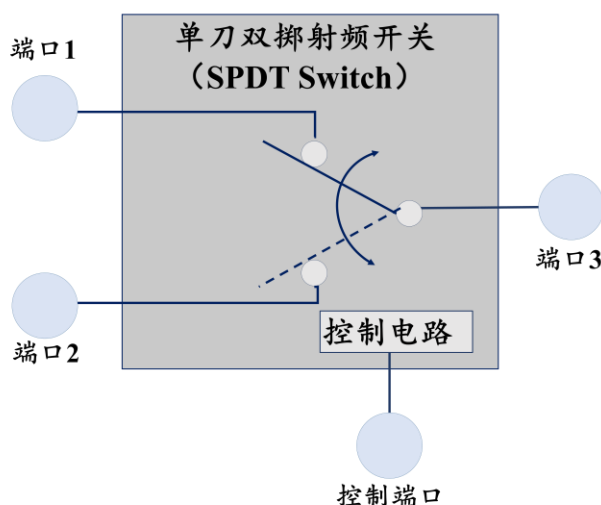 单刀双掷射频开关
（SPDT Switch）
端口1
端口3
端口2
控制电路
控制端口